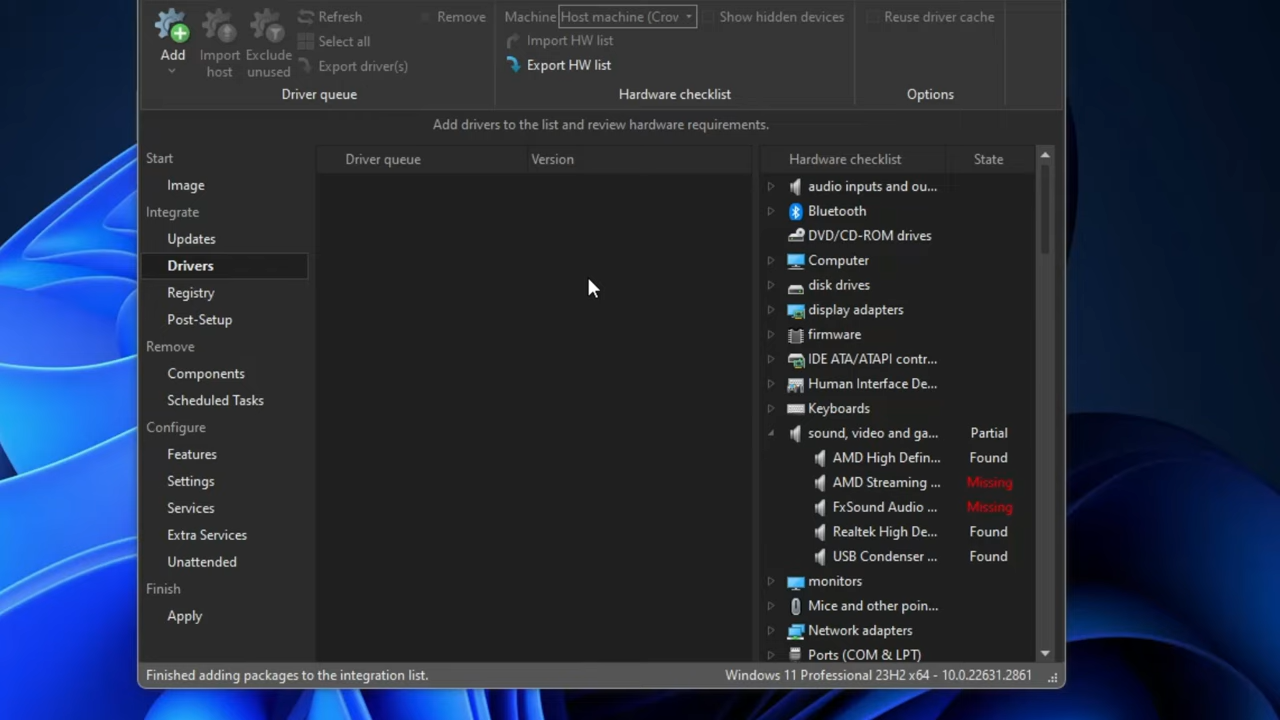 Add
Import host
Exclude unused
Refresh
Select all
Export driver(s)
Remove
Driver queue
Machine Host machine (Crov
Import HW list
Export HW list
Show hidden devices
Hardware checklist
Reuse driver cache
Options
Add drivers to the list and review hardware requirements.
Start
Image
Integrate
Updates
Drivers
Registry
Post-Setup
Remove
Components
Scheduled Tasks
Configure
Features
Settings
Services
Extra Services
Unattended
Finish
Apply
Driver queue Version
Hardware checklist State
audio inputs and ou...
Bluetooth
DVD/CD-ROM drives
Computer
disk drives
display adapters
firmware
IDE ATA/ATAPI contr...
Human Interface De...
Keyboards
sound, video and ga... Partial
AMD High Defin... Found
AMD Streaming ... Missing
FxSound Audio ... Missing
Realtek High De... Found
USB Condenser ... Found
monitors
Mice and other poin...
Network adapters
Ports (COM & LPT)
Finished adding packages to the integration list.
Windows 11 Professional 23H2 x64 - 10.0.22631.2861